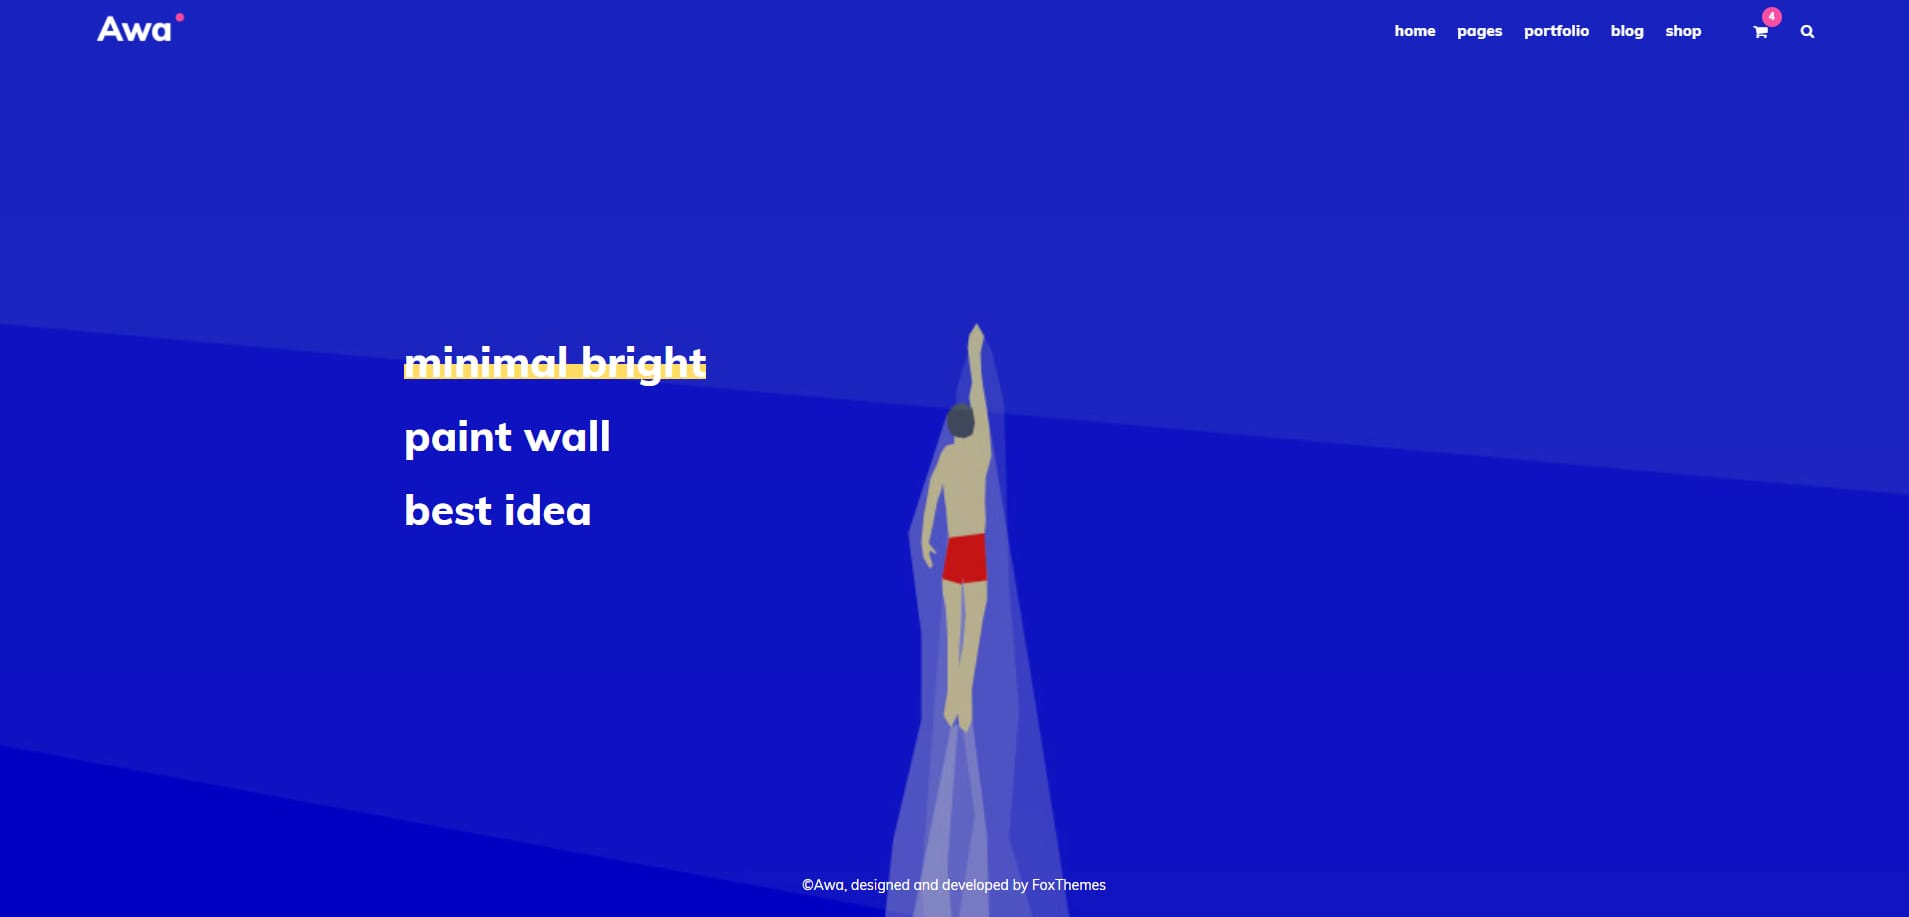 Awa
home pages portfolio blog shop 4
minimal bright
paint wall
best idea
©Awa, designed and developed by FoxThemes